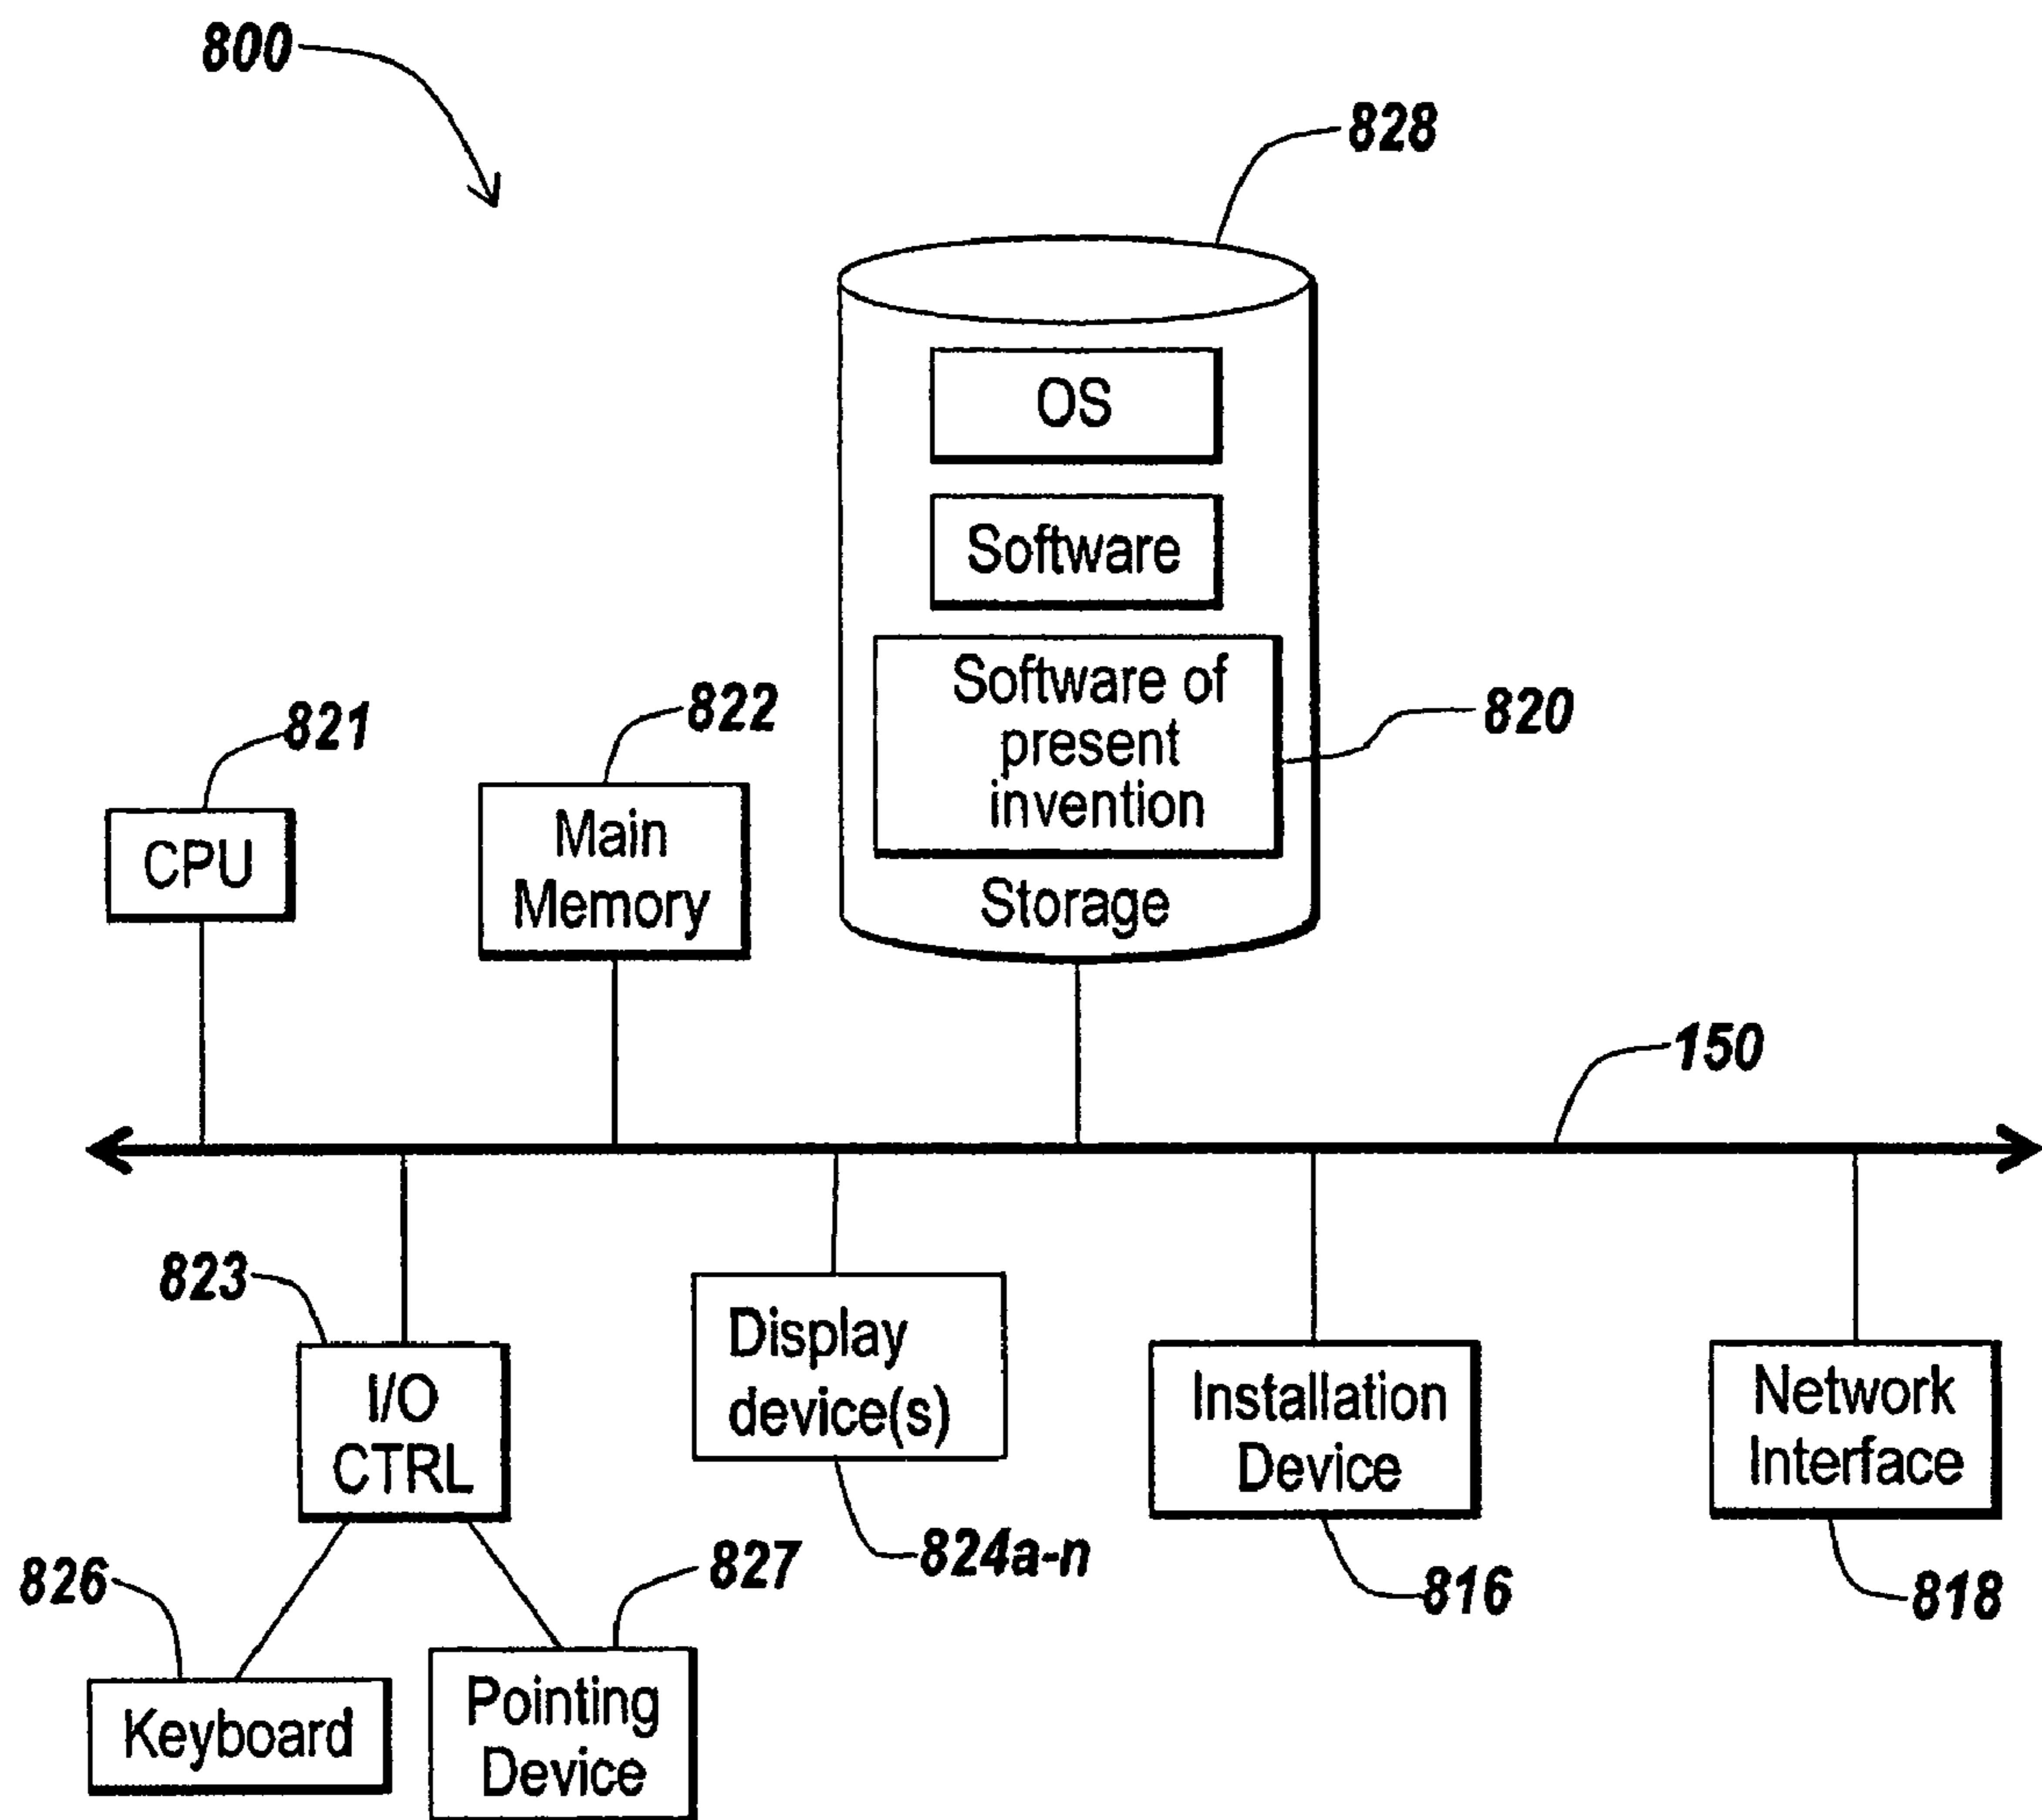 800
828
OS
Software
Software of
present
invention
820
Storage
821
CPU
822
Main
Memory
150
823
I/O
CTRL
Display
device(s)
824a-n
Installation
Device
816
Network
Interface
818
826
Keyboard
827
Pointing
Device